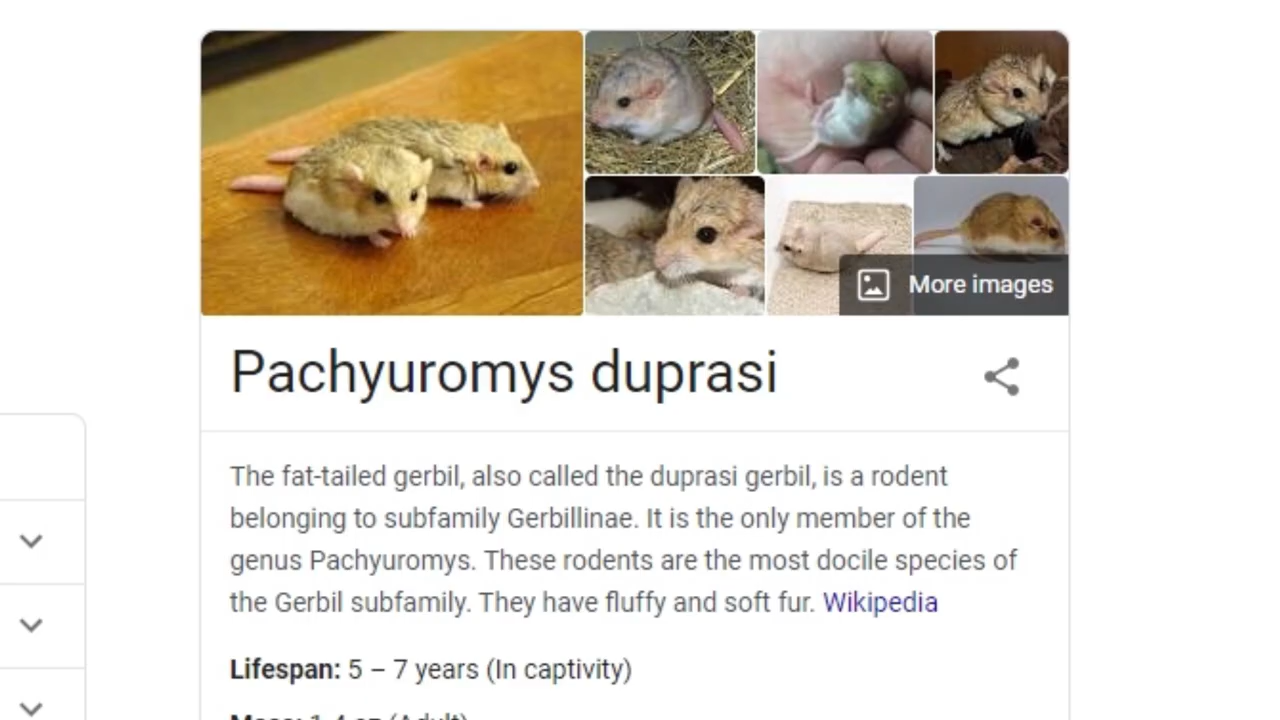 More images
Pachyuromys duprasi
The fat-tailed gerbil, also called the duprasi gerbil, is a rodent
belonging to subfamily Gerbillinae. It is the only member of the
genus Pachyuromys. These rodents are the most docile species of
the Gerbil subfamily. They have fluffy and soft fur. Wikipedia
Lifespan: 5 – 7 years (In captivity)